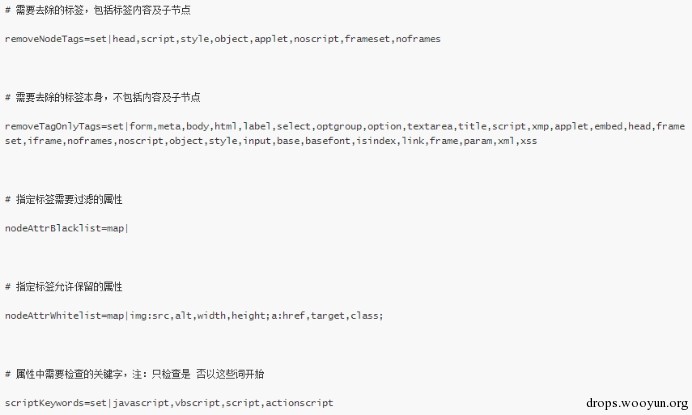 # 需要去除的标签，包括标签内容及子节点
removeNodeTags=set|head,script,style,object,applet,noscript,frameset,noframes
# 需要去除的标签本身，不包括内容及子节点
removeTagOnlyTags=set|form,meta,body,html,label,select,optgroup,option,textarea,title,script,xmp,applet,embed,head,frame
set,iframe,noframes,noscript,object,style,input,base,basefont,isindex,link,frame,param,xml,xss
# 指定标签需要过滤的属性
nodeAttrBlacklist=map|
# 指定标签允许保留的属性
nodeAttrWhitelist=map|img:src,alt,width,height;a:href,target,class;
# 属性中需要检查的关键字，注：只检查是 否以这些词开始
scriptKeywords=set|javascript,vbscript,script,actionscript
drops.wooyun.org